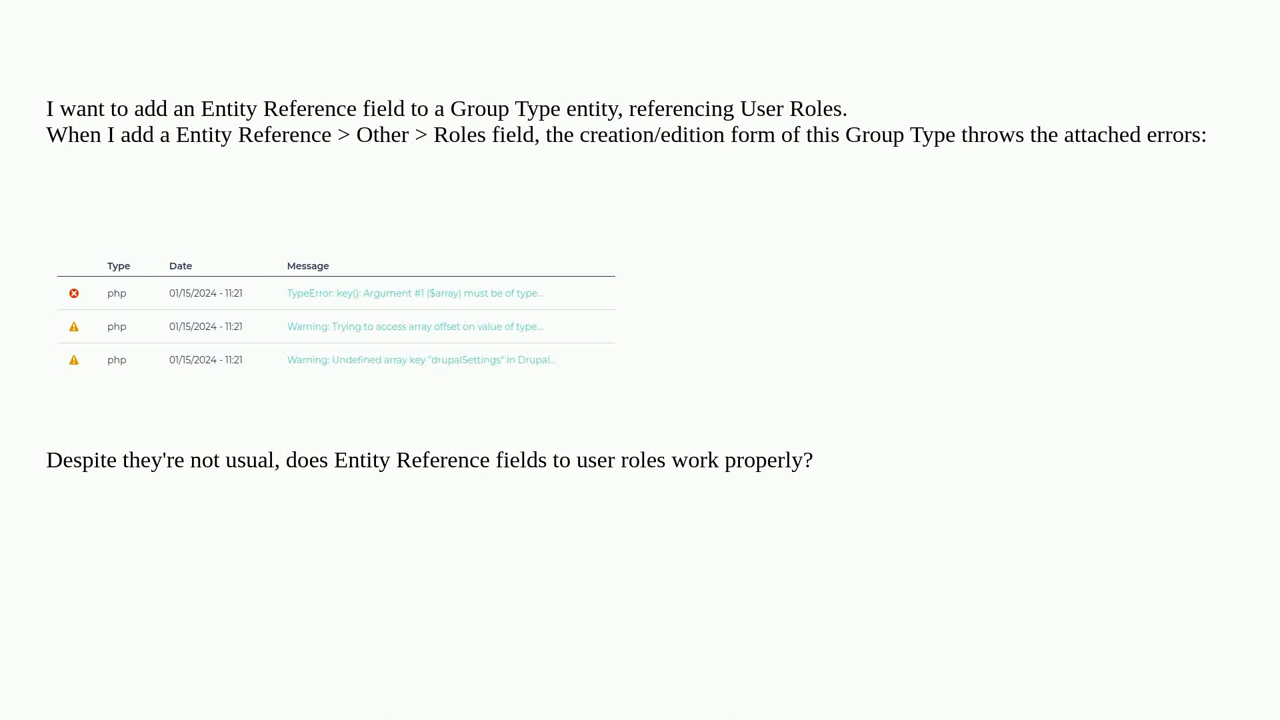 I want to add an Entity Reference field to a Group Type entity, referencing User Roles.
When I add a Entity Reference > Other > Roles field, the creation/edition form of this Group Type throws the attached errors:
Type Date Message
php 01/15/2024 - 11:21 TypeError: key(): Argument #1 ($array) must be of type...
php 01/15/2024 - 11:21 Warning: Trying to access array offset on value of type...
php 01/15/2024 - 11:21 Warning: Undefined array key "drupalSettings" in Drupal...
Despite they're not usual, does Entity Reference fields to user roles work properly?